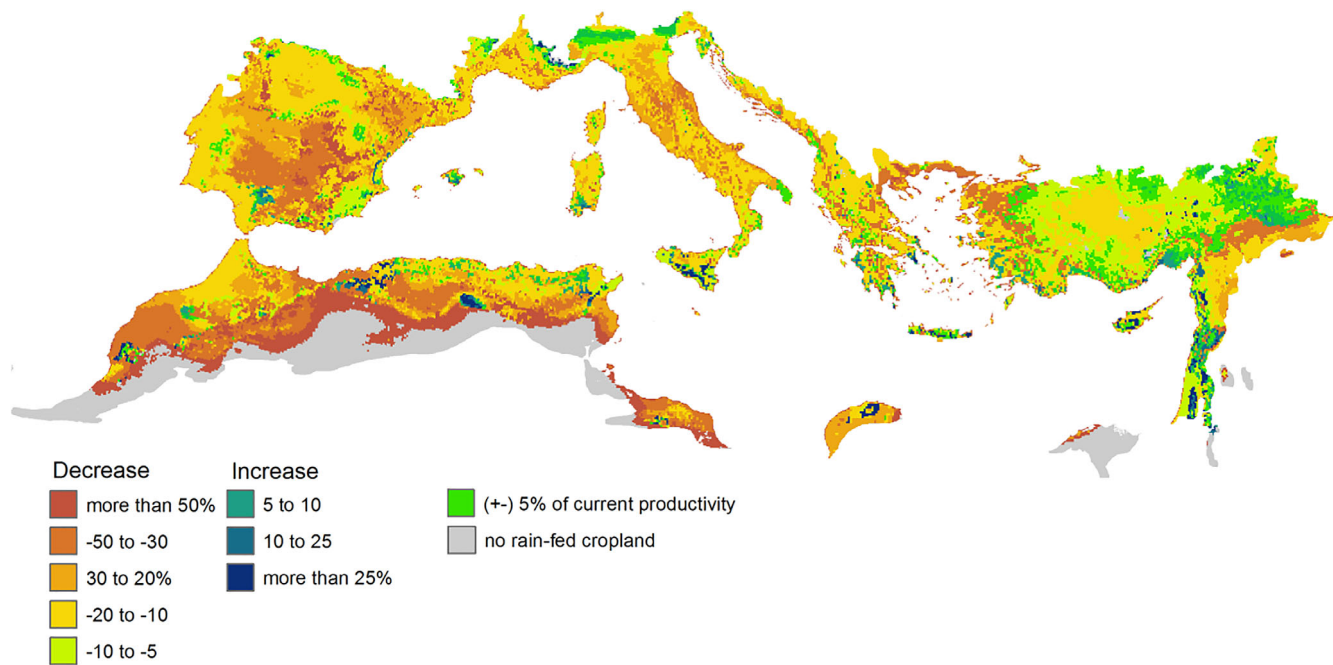 Decrease
more than 50%
-50 to -30
30 to 20%
-20 to -10
-10 to -5
Increase
5 to 10
10 to 25
more than 25%
(+-) 5% of current productivity
no rain-fed cropland